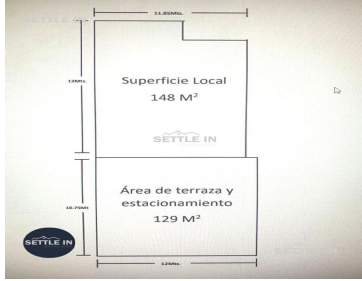 SETTLE IN
11.85Mts.
13Mts.
Superficie Local
148 M²
SETTLE IN
10.75Mt
Área de terraza y
estacionamiento
129 M²
SETTLE IN
12Mts.